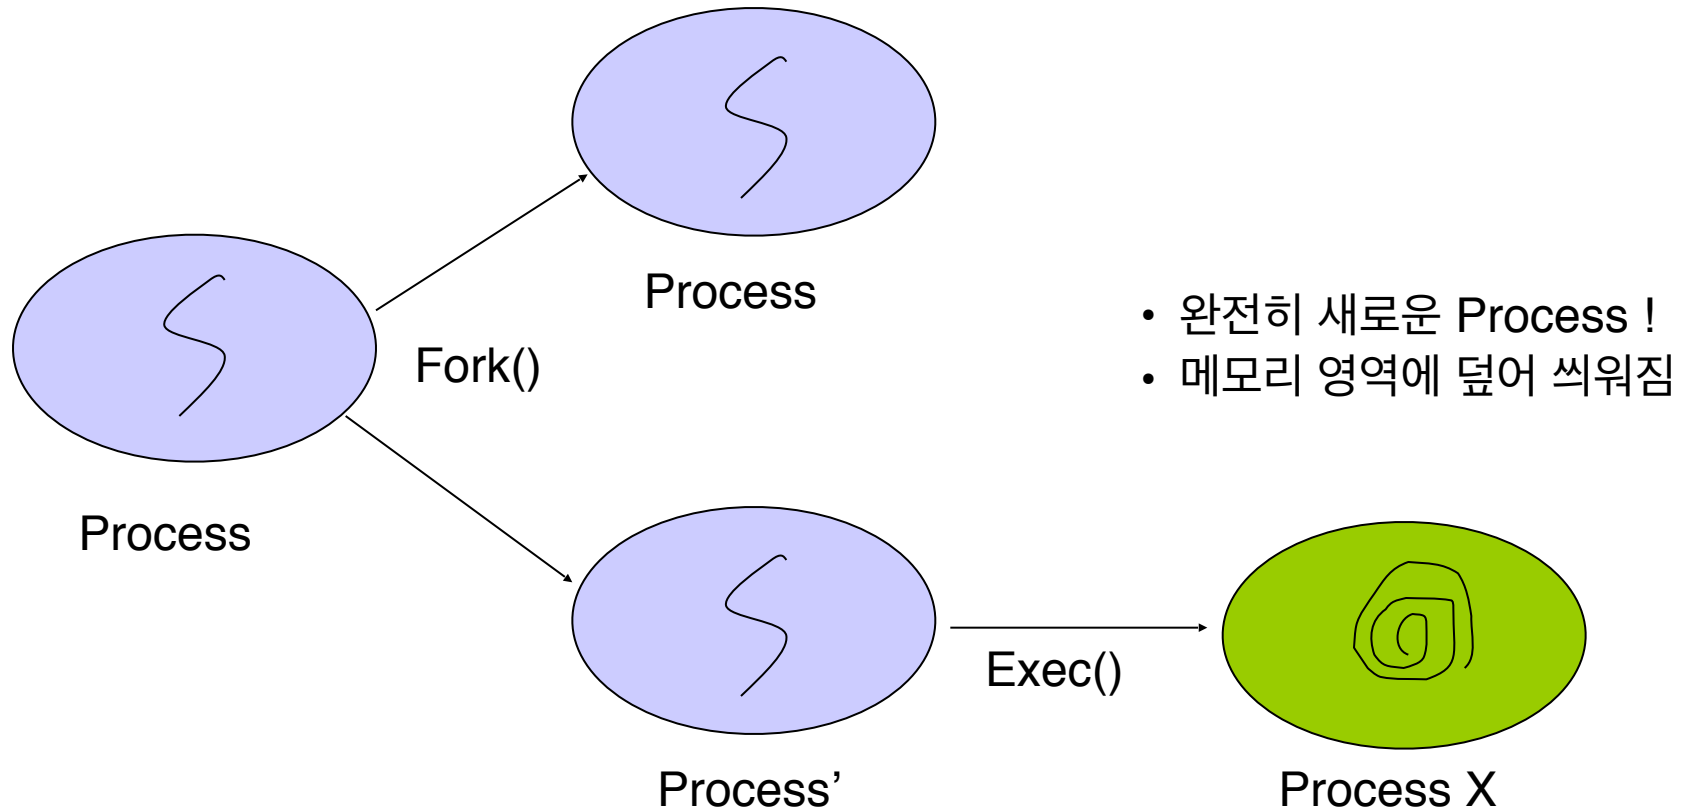 Process
Fork()
Process
Process’
Exec()
Process X
• 완전히 새로운 Process !
• 메모리 영역에 덮어 씌워짐